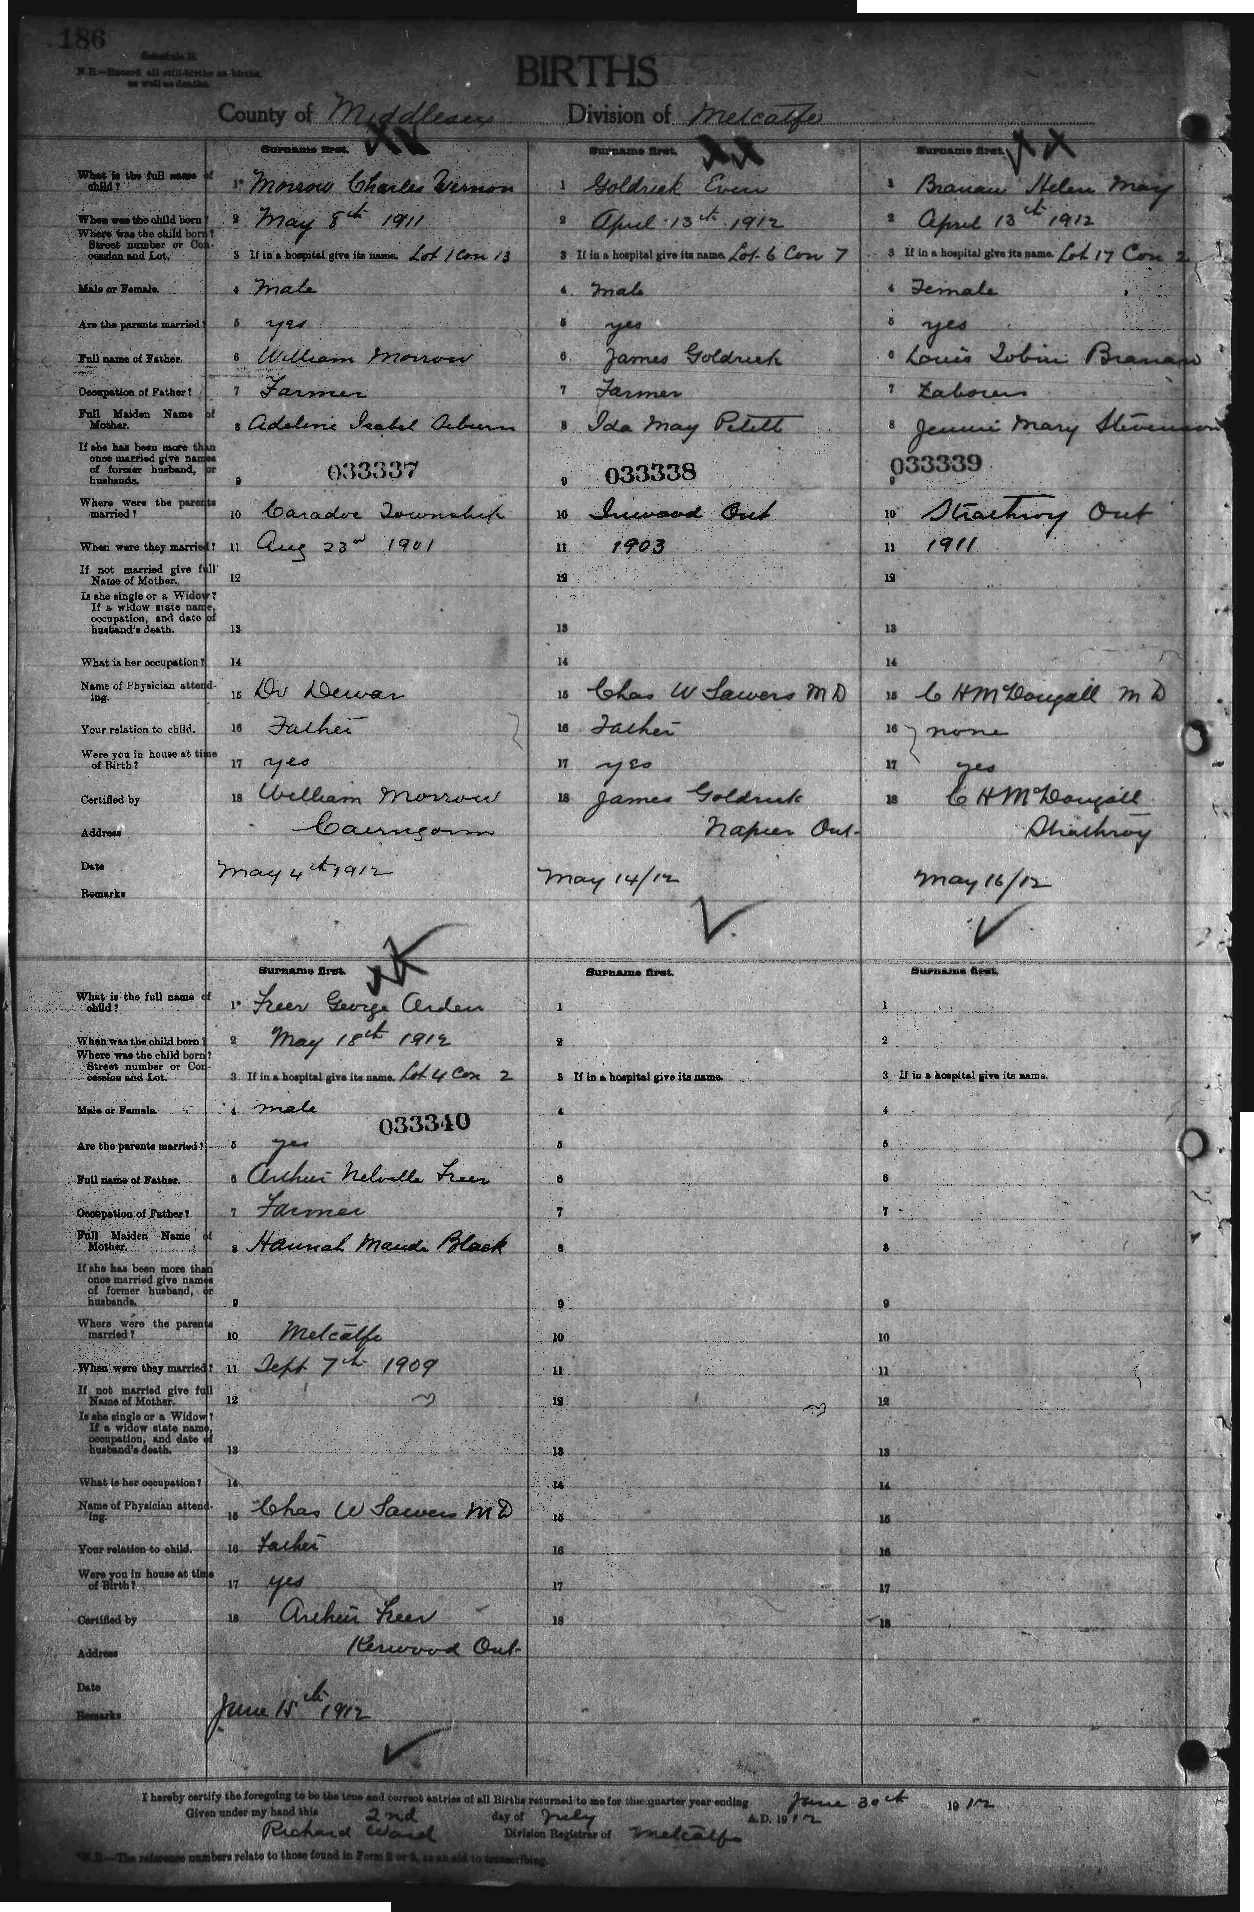 186
Schedule B.
N.B.—Record all still-births as births,
as well as deaths.
BIRTHS
County of Middlesex Division of Metcalfe
Surname first. XX Surname first. XX Surname first. XX
What is the full name of child? 1* Morrow Charles Vernon 1 Goldrick Even 1 Branan Helen May
When was the child born? 2 May 8th 1911 2 April 13th 1912 2 April 13th 1912
Where was the child born? Street number or Concession and Lot. 3 If in a hospital give its name. Lot 1 Con 13 3 If in a hospital give its name. Lot 6 Con 7 3 If in a hospital give its name. Lot 17 Con 2
Male or Female. 4 Male 4 Male 4 Female
Are the parents married? 5 yes 5 yes 5 yes
Full name of Father. 6 William Morrow 6 James Goldrick 6 Louis Tobin Branan
Occupation of Father? 7 Farmer 7 Farmer 7 Laborer
Full Maiden Name of Mother. 8 Adeline Isabel 8 Ida May 8 Jennie Mary Stevenson
If she has been more than once married give names of former husband, or husbands. 9 033337 9 033338 9 033339
Where were the parents married? 10 Caradoc Township 10 Inwood Ont 10 Strathroy Ont
When were they married? 11 Aug 23rd 1901 11 1903 11 1911
If not married give full Name of Mother. 12 12 12
Is she single or a Widow? If a widow state name, occupation, and date of husband's death. 13 13 13
What is her occupation? 14 14 14
Name of Physician attending. 15 Dr Dewar 15 Chas W Sawers M D 15 C H McDougall M D
Your relation to child. 16 Father 16 Father 16 none
Were you in house at time of Birth? 17 yes 17 yes 17 yes
Certified by 18 William Morrow 18 James Goldrick 18 C H McDougall
Address Cairngorm Napier Ont. Strathroy
Date May 4th 1912 May 14/12 May 16/12
Remarks
Surname first. XX Surname first. Surname first.
What is the full name of child? 1* Freer George Arden 1 1
When was the child born? 2 May 18th 1912 2 2
Where was the child born? Street number or Concession and Lot. 3 If in a hospital give its name. Lot 4 Con 2 3 If in a hospital give its name. 3 If in a hospital give its name.
Male or Female. 4 male 033340 4 4
Are the parents married? 5 yes 5 5
Full name of Father. 6 Arthur Melville Freer 6 6
Occupation of Father? 7 Farmer 7 7
Full Maiden Name of Mother. 8 Hannah Maude Black 8 8
If she has been more than once married give names of former husband, or husbands. 9 9 9
Where were the parents married? 10 Metcalfe 10 10
When were they married? 11 Sept 7th 1909 11 11
If not married give full Name of Mother. 12 12 12
Is she single or a Widow? If a widow state name, occupation, and date of husband's death. 13 13 13
What is her occupation? 14 14 14
Name of Physician attending. 15 Chas W Sawers M D 15 15
Your relation to child. 16 Father 16 16
Were you in house at time of Birth? 17 yes 17 17
Certified by 18 Arthur Freer 18 18
Address Kerwood Ont.
Date
Remarks June 15th 1912
I hereby certify the foregoing to be the true and correct entries of all Births returned to me for the quarter year ending June 30th 1912
Given under my hand this 2nd day of July A.D. 1912
Richard Ward Division Registrar of Metcalfe
*N.B.—The reference numbers relate to those found in Form 2 or 3, as an aid to transcribing.